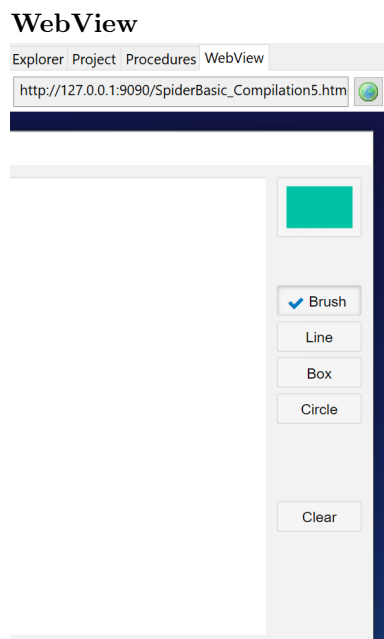 WebView
Explorer Project Procedures WebView
http://127.0.0.1:9090/SpiderBasic_Compilation5.htm
Brush
Line
Box
Circle
Clear